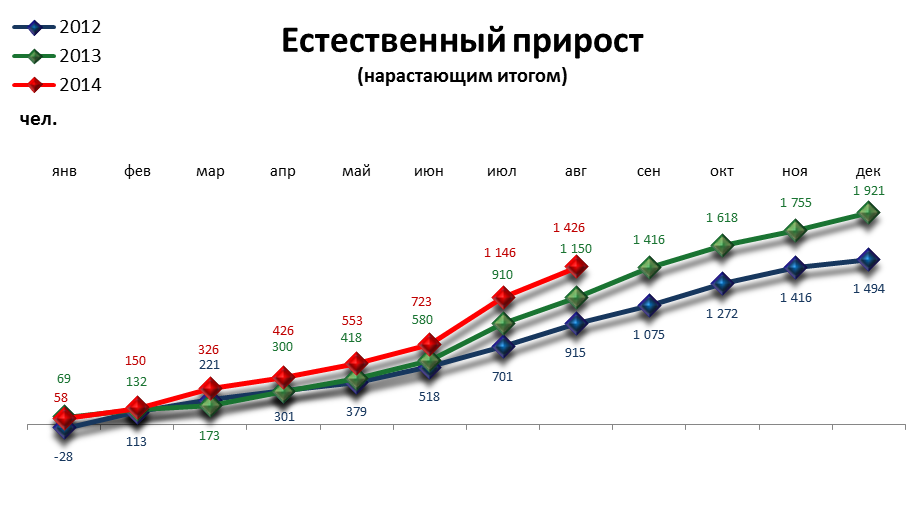 2012
2013
2014
Естественный прирост
(нарастающим итогом)
чел.
янв фев мар апр май июн июл авг сен окт ноя дек
69 132 173 300 418 580 910 1 150 1 416 1 618 1 755 1 921
58 150 326 426 553 723 1 146 1 426
-28 113 221 301 379 518 701 915 1 075 1 272 1 416 1 494